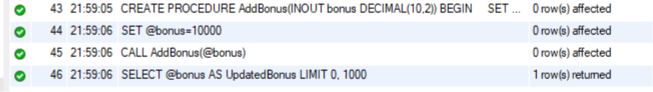 43 21:59:05 CREATE PROCEDURE AddBonus(INOUT bonus DECIMAL(10,2)) BEGIN SET ... 0 row(s) affected
44 21:59:06 SET @bonus=10000 0 row(s) affected
45 21:59:06 CALL AddBonus(@bonus) 0 row(s) affected
46 21:59:06 SELECT @bonus AS UpdatedBonus LIMIT 0, 1000 1 row(s) returned